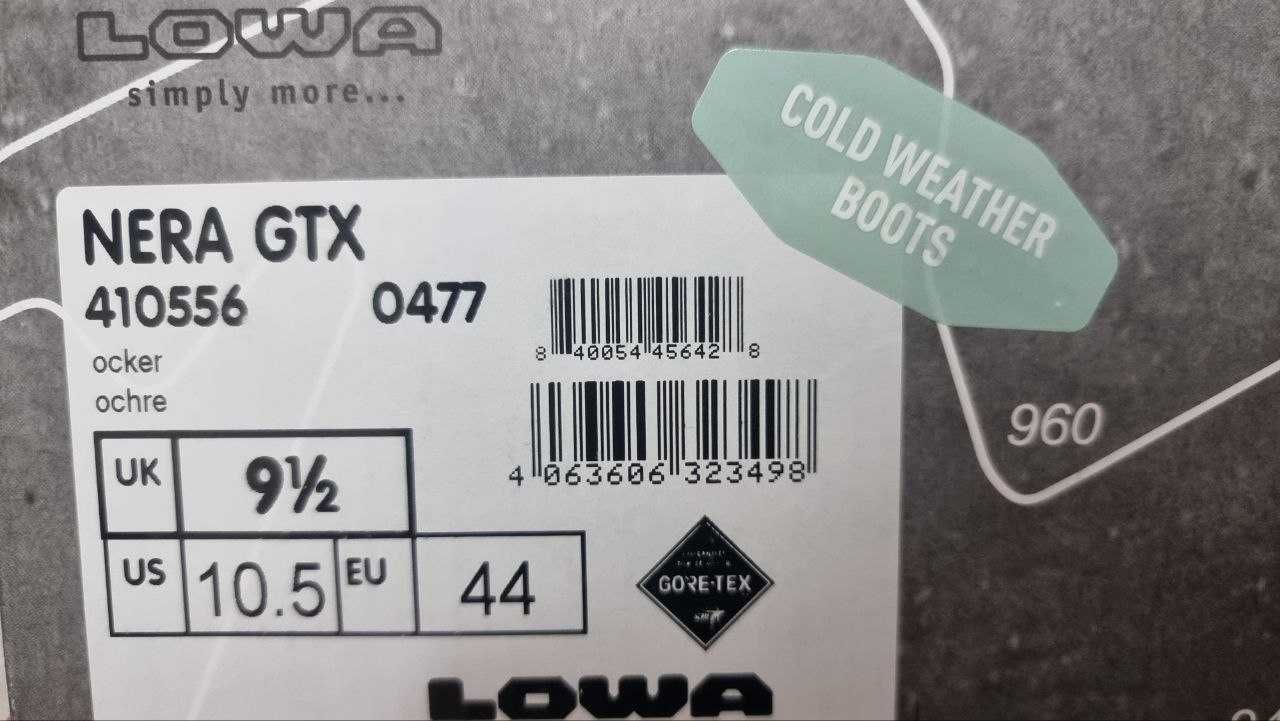 LOWA
simply more...
COLD WEATHER
BOOTS
NERA GTX
410556 0477
ocker
ochre
8 40054 45642 8
4 063606 323498
UK 9½
US 10.5 EU 44
GORE-TEX
960
LOWA